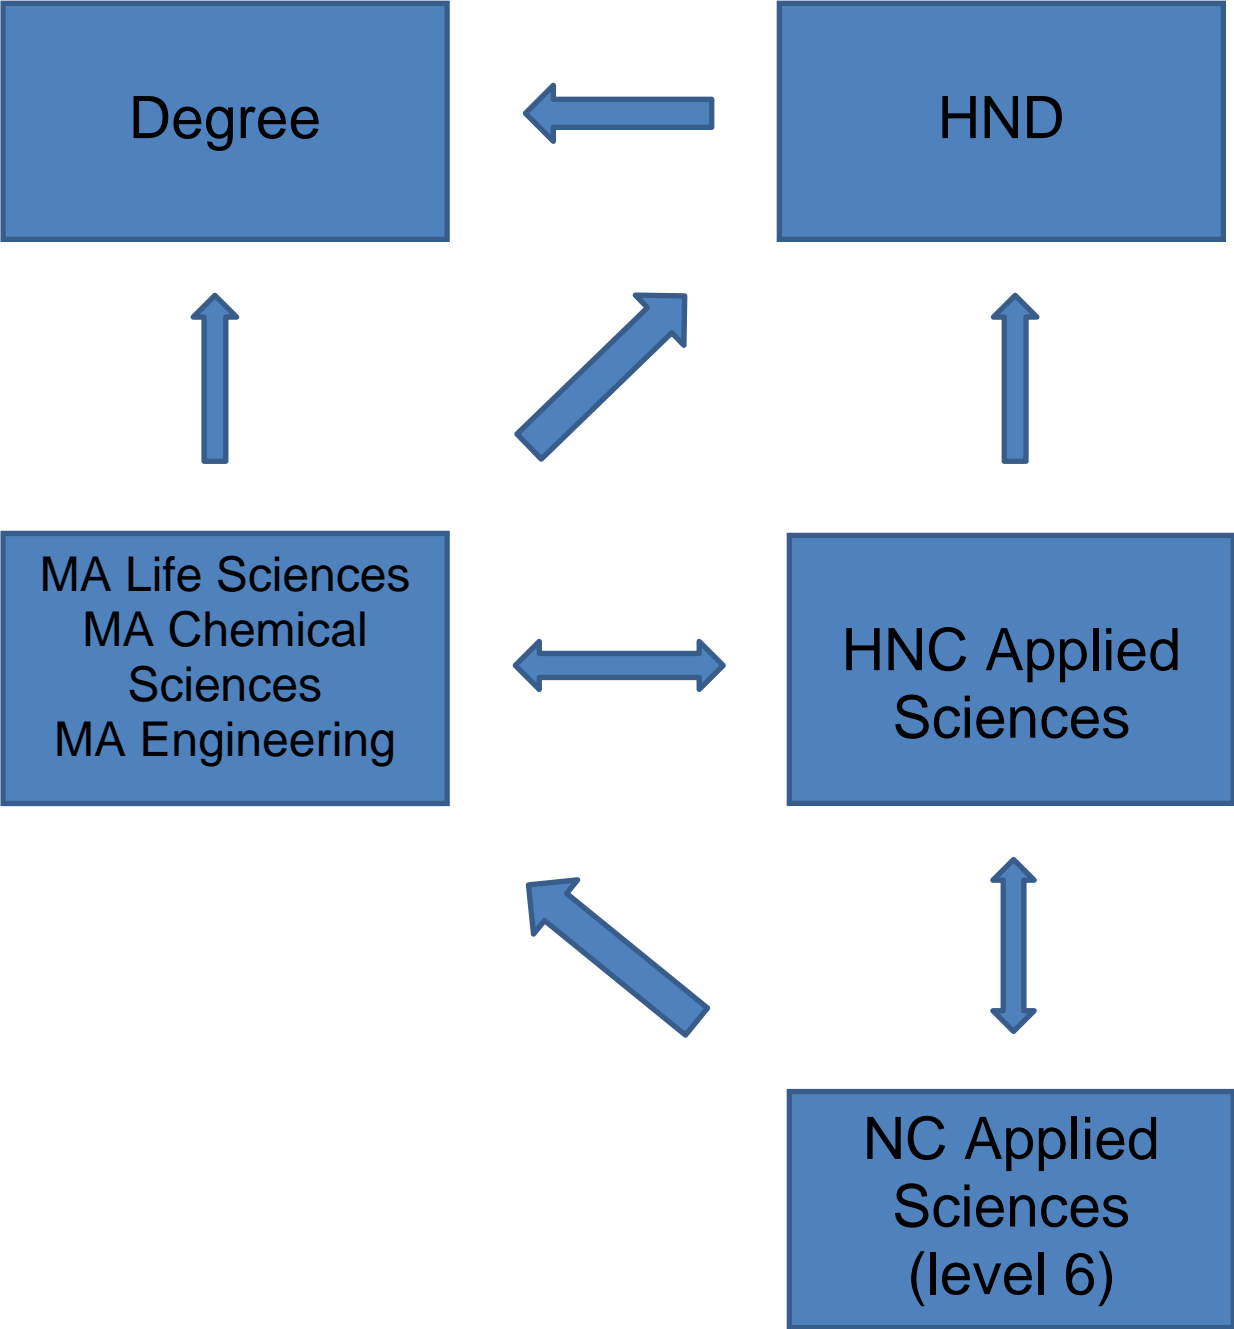 Degree
HND
MA Life Sciences
MA Chemical
Sciences
MA Engineering
HNC Applied
Sciences
NC Applied
Sciences
(level 6)